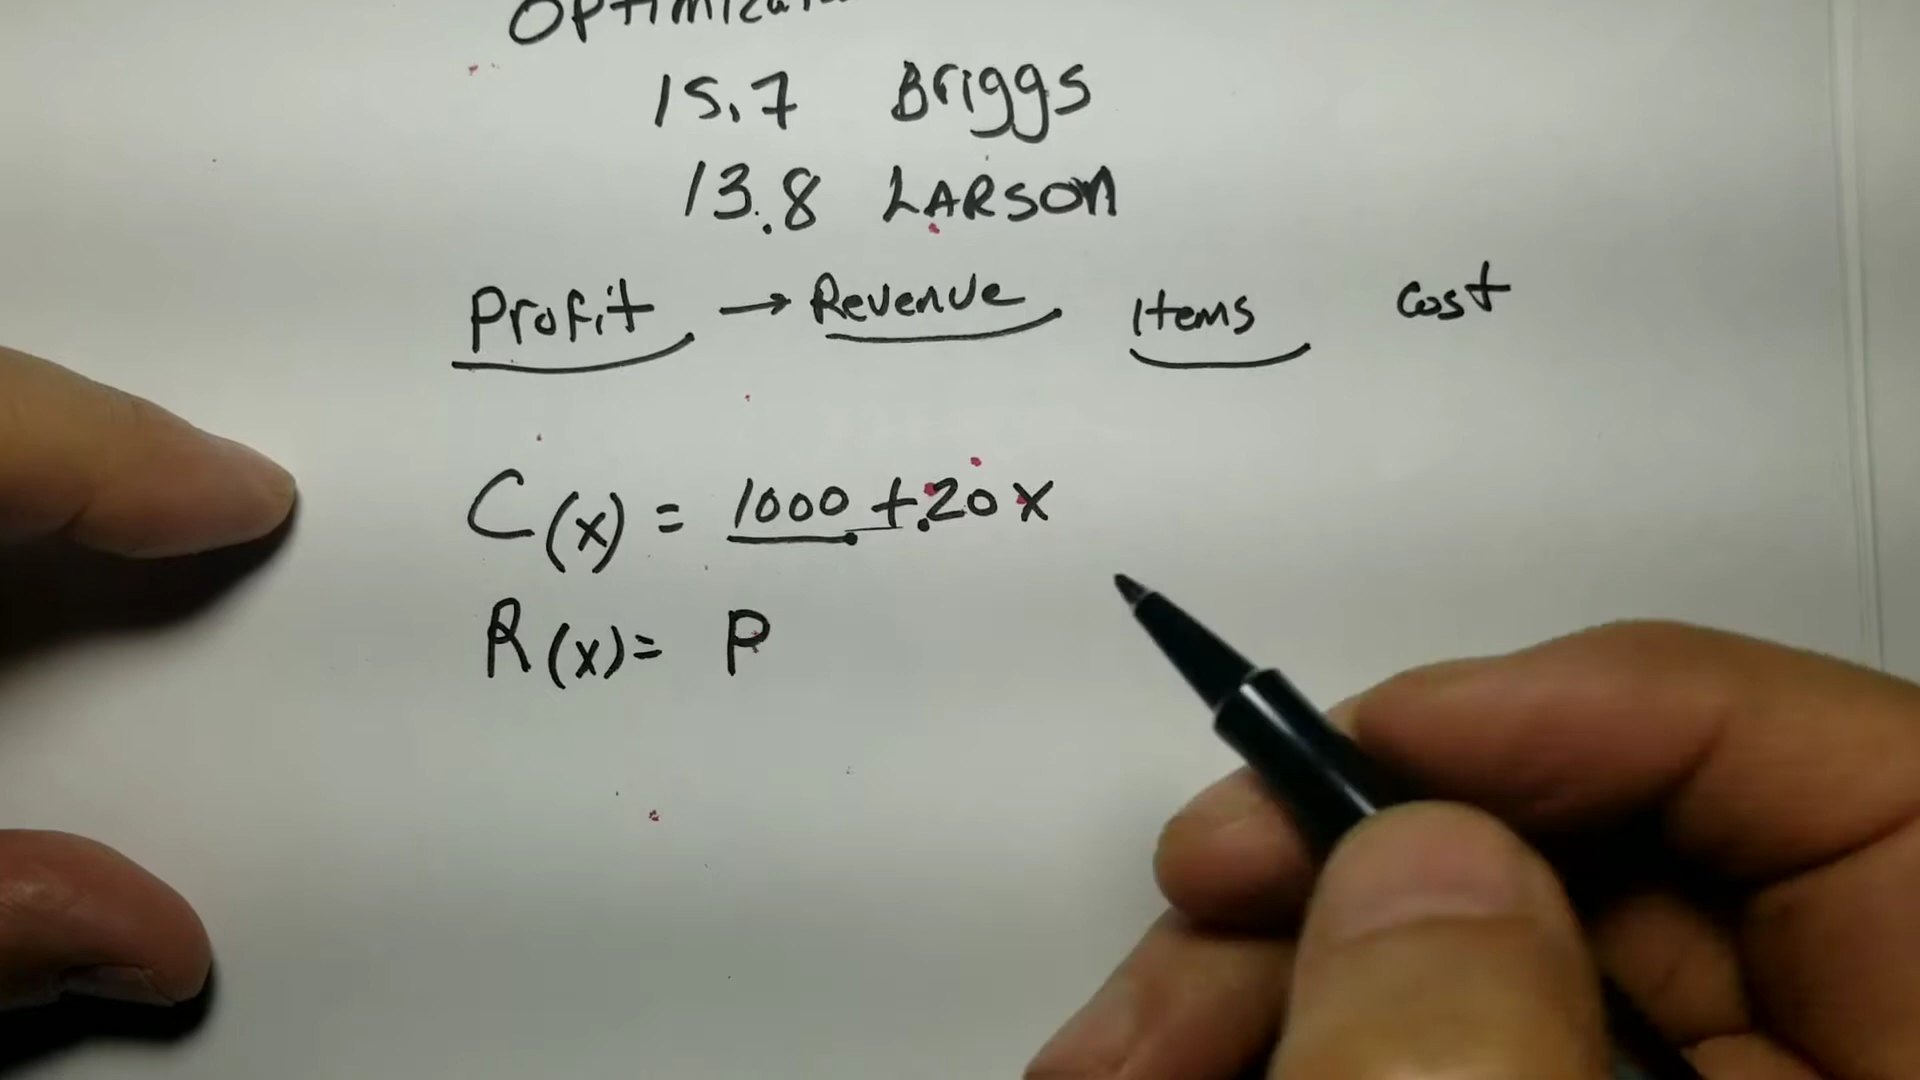 15.7 Briggs
13.8 LARSON
Profit → Revenue Items Cost
C(x) = 1000 + .20x
R(x) = P